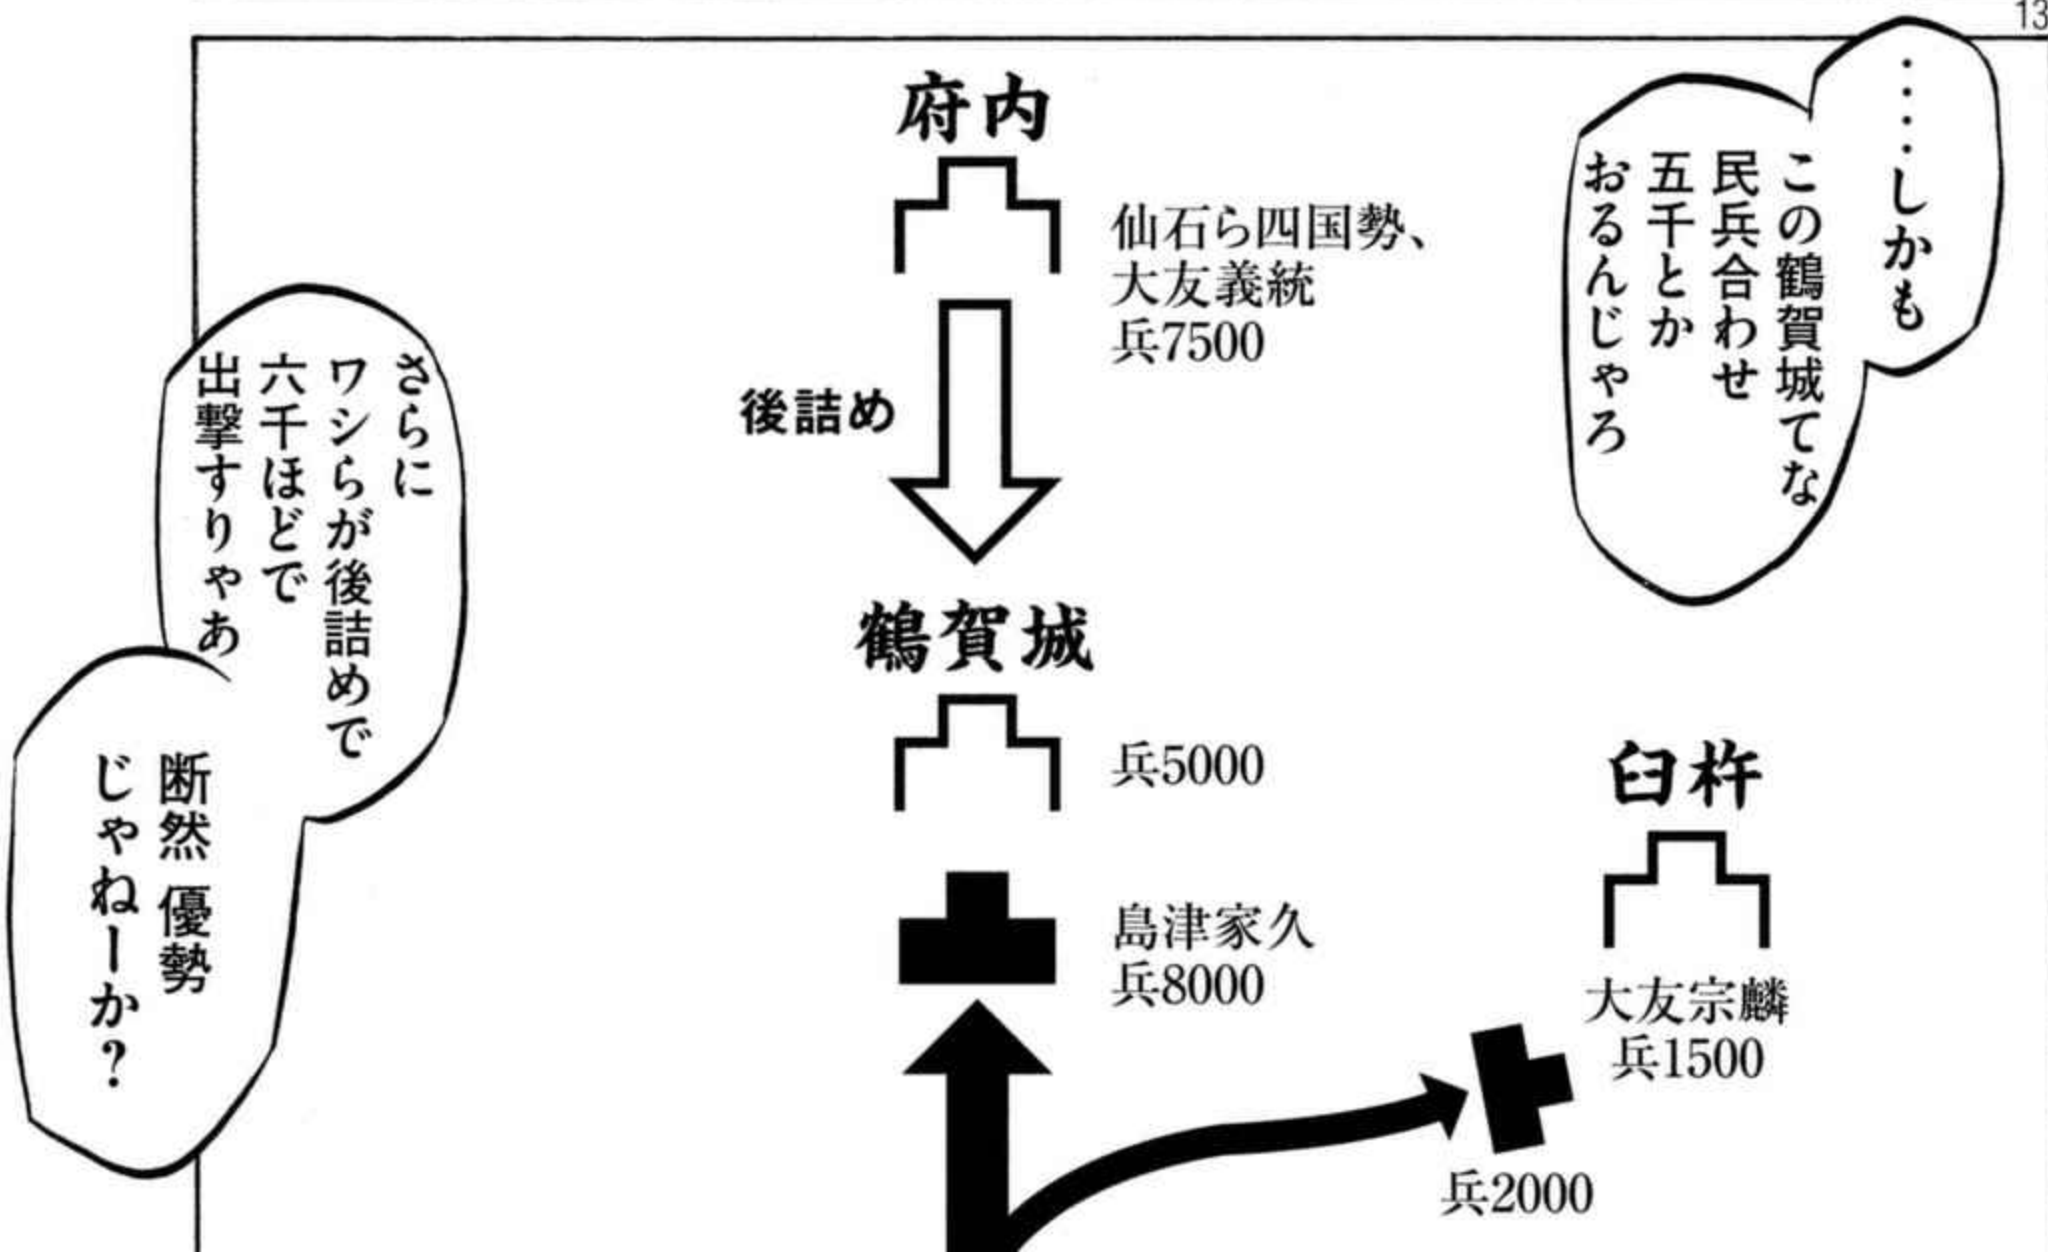 13
‥‥しかも
この鶴賀城てな
民兵合わせ
五千とか
おるんじゃろ
府内
仙石ら四国勢、
大友義統
兵7500
後詰め
鶴賀城
兵5000
島津家久
兵8000
臼杵
大友宗麟
兵1500
兵2000
さらに
ワシらが後詰めで
六千ほどで
出撃すりゃあ
断然 優勢
じゃねーか?